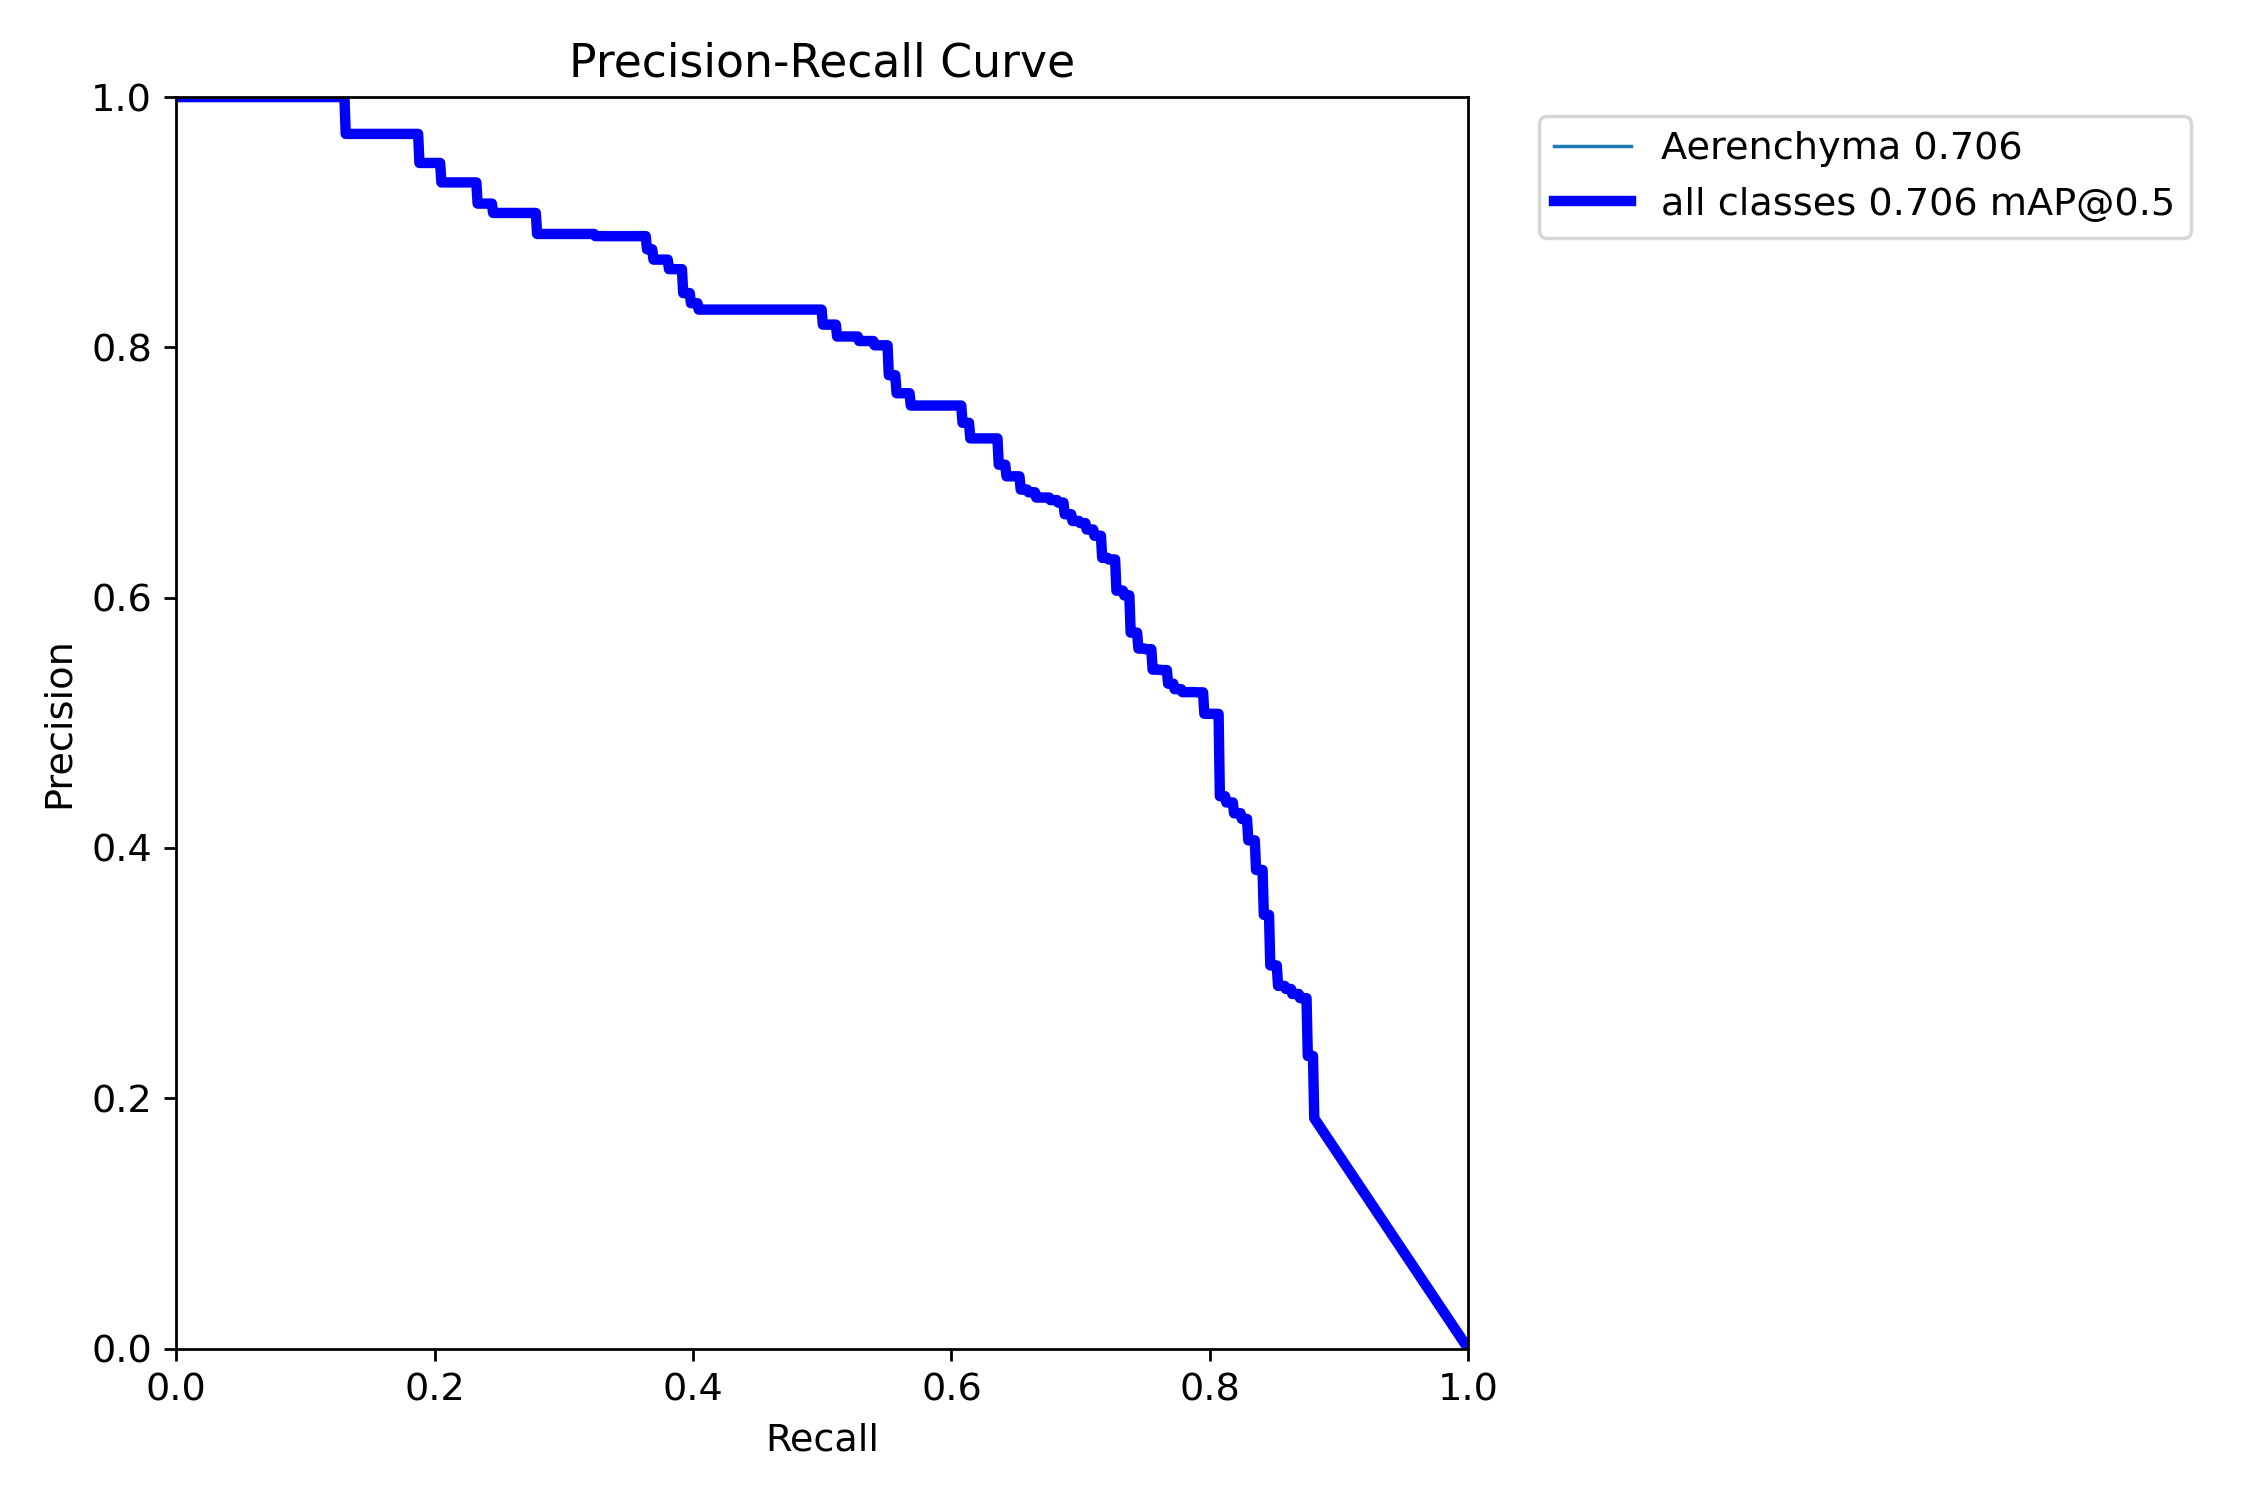 Precision-Recall Curve
1.0
0.8
0.6
0.4
0.2
0.0
Precision
0.0 0.2 0.4 0.6 0.8 1.0
Recall
Aerenchyma 0.706
all classes 0.706 mAP@0.5